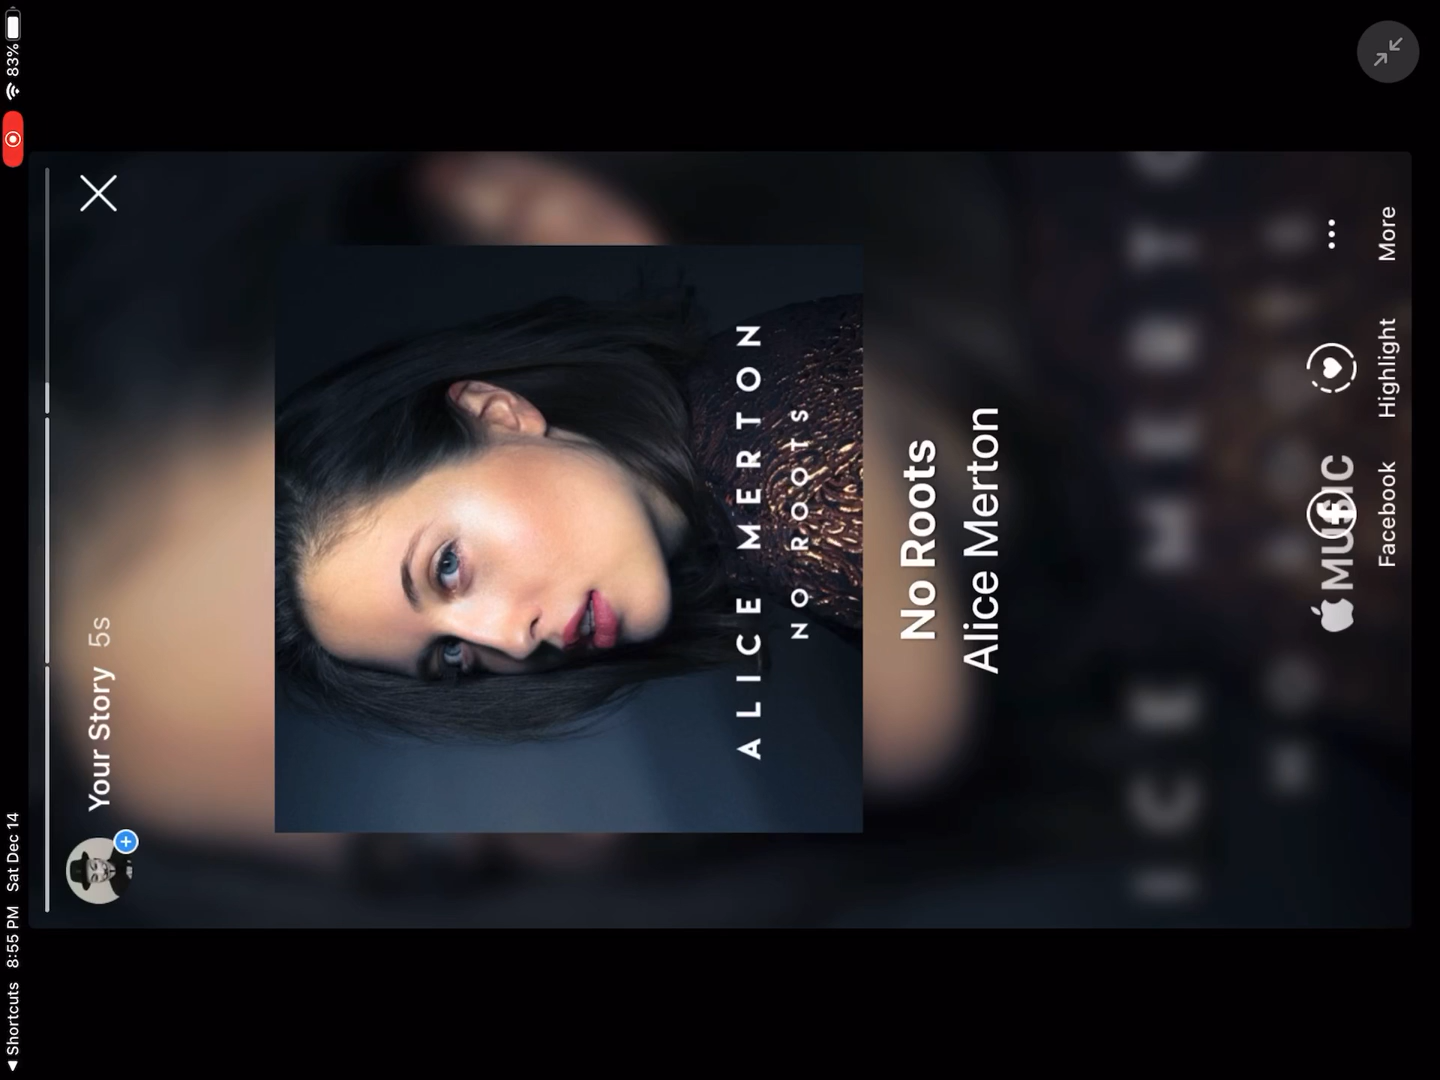 ◀ Shortcuts 8:55 PM Sat Dec 14
83%
Your Story 5s
ALICE MERTON
NO ROOTS
No Roots
Alice Merton
MUSIC
Facebook
Highlight
More